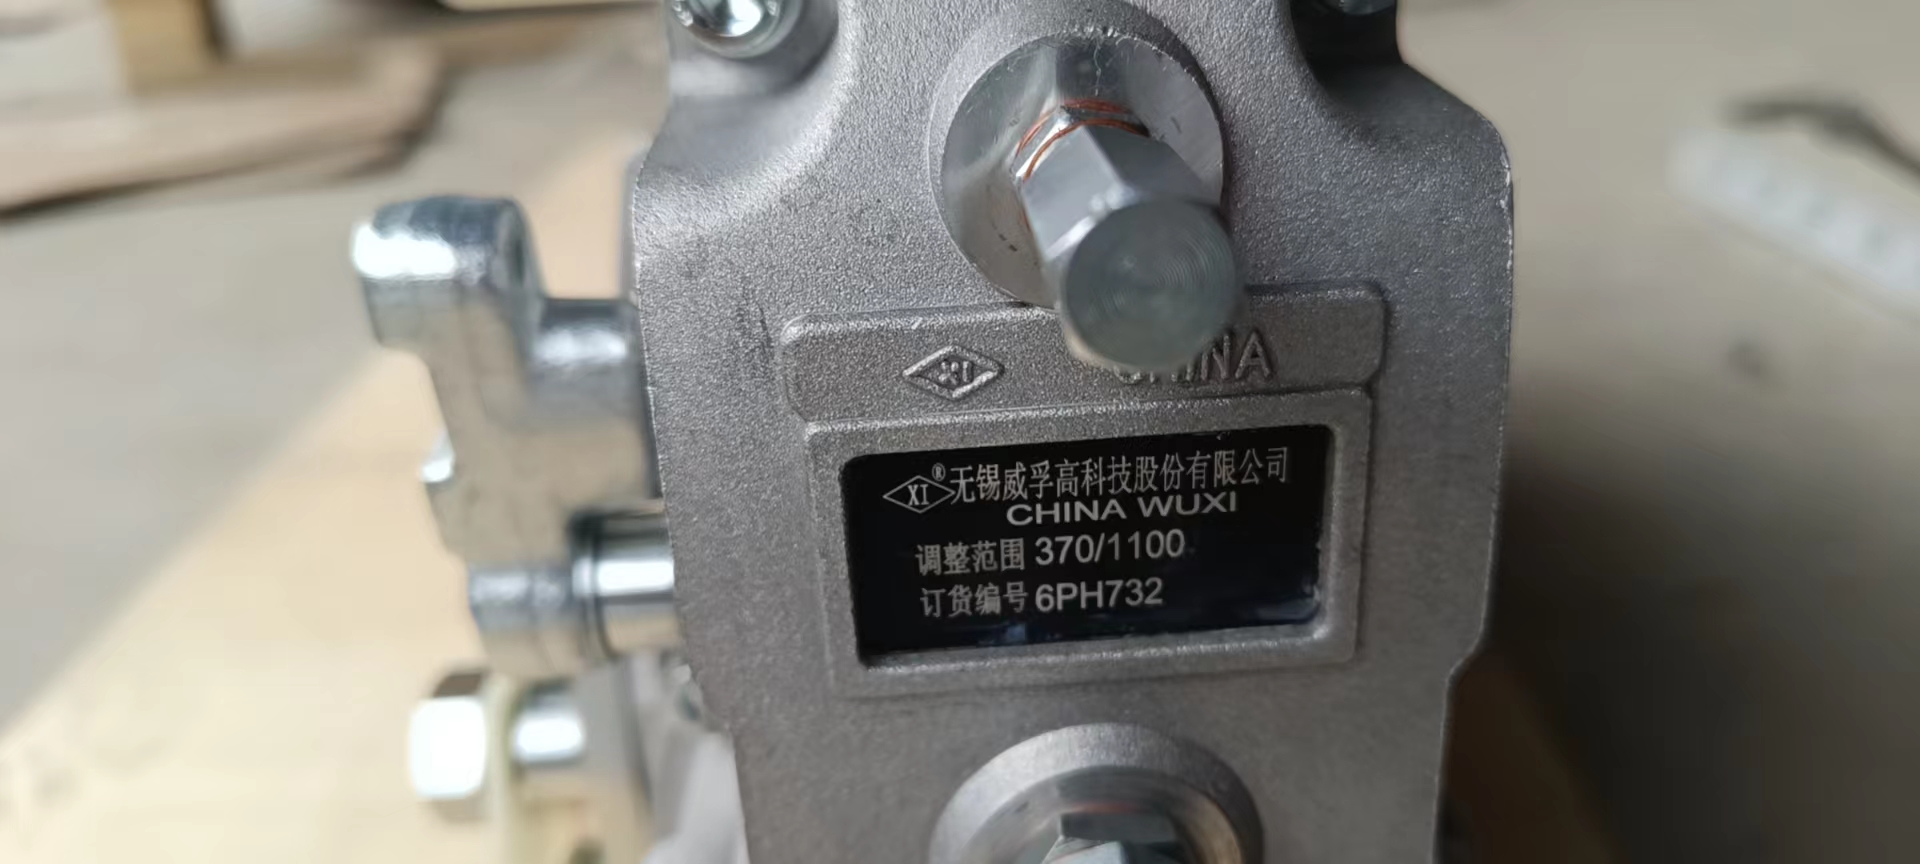 XI CHINA
XI® 无锡威孚高科技股份有限公司
CHINA WUXI
调整范围 370/1100
订货编号 6PH732